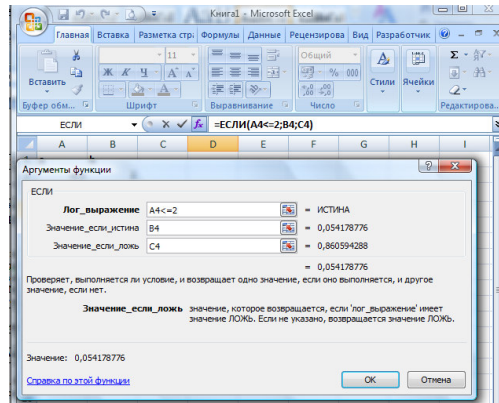 Книга1 - Microsoft Excel
Главная Вставка Разметка стра Формулы Данные Рецензирова Вид Разработчик
Вставить
Ж К Ч
11
A A
Общий
% 000
Стили
Ячейки
Σ
Буфер обм... Шрифт Выравнивание Число Редактирова..
ЕСЛИ fx =ЕСЛИ(A4<=2;B4;C4)
A B C D E F G H I
Аргументы функции
ЕСЛИ
Лог_выражение A4<=2 = ИСТИНА
Значение_если_истина B4 = 0,054178776
Значение_если_ложь C4 = 0,860594288
= 0,054178776
Проверяет, выполняется ли условие, и возвращает одно значение, если оно выполняется, и другое
значение, если нет.
Значение_если_ложь значение, которое возвращается, если 'лог_выражение' имеет
значение ЛОЖЬ. Если не указано, возвращается значение ЛОЖЬ.
Значение: 0,054178776
Справка по этой функции
ОК Отмена